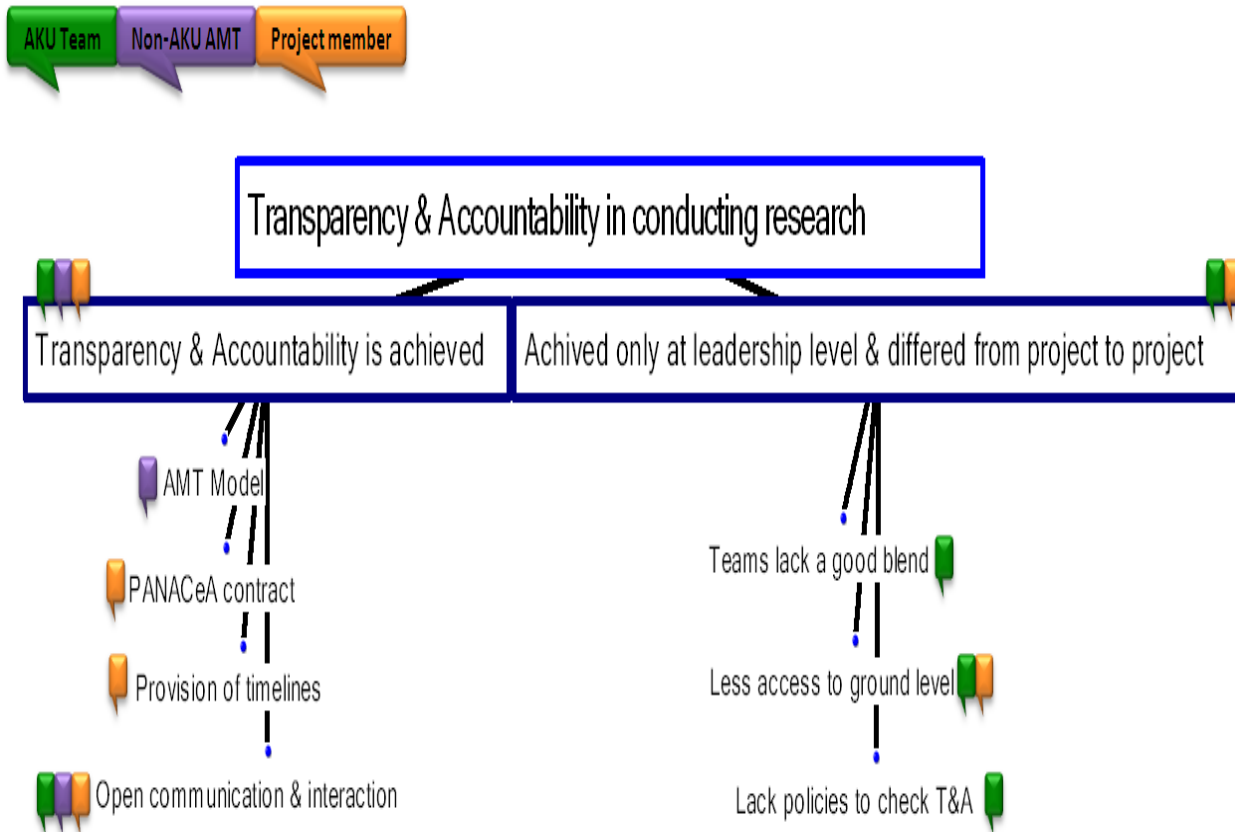 AKU Team Non-AKU AMT Project member
Transparency & Accountability in conducting research
Transparency & Accountability is achieved
Achived only at leadership level & differed from project to project
AMT Model
PANACeA contract
Provision of timelines
Open communication & interaction
Teams lack a good blend
Less access to ground level
Lack policies to check T&A